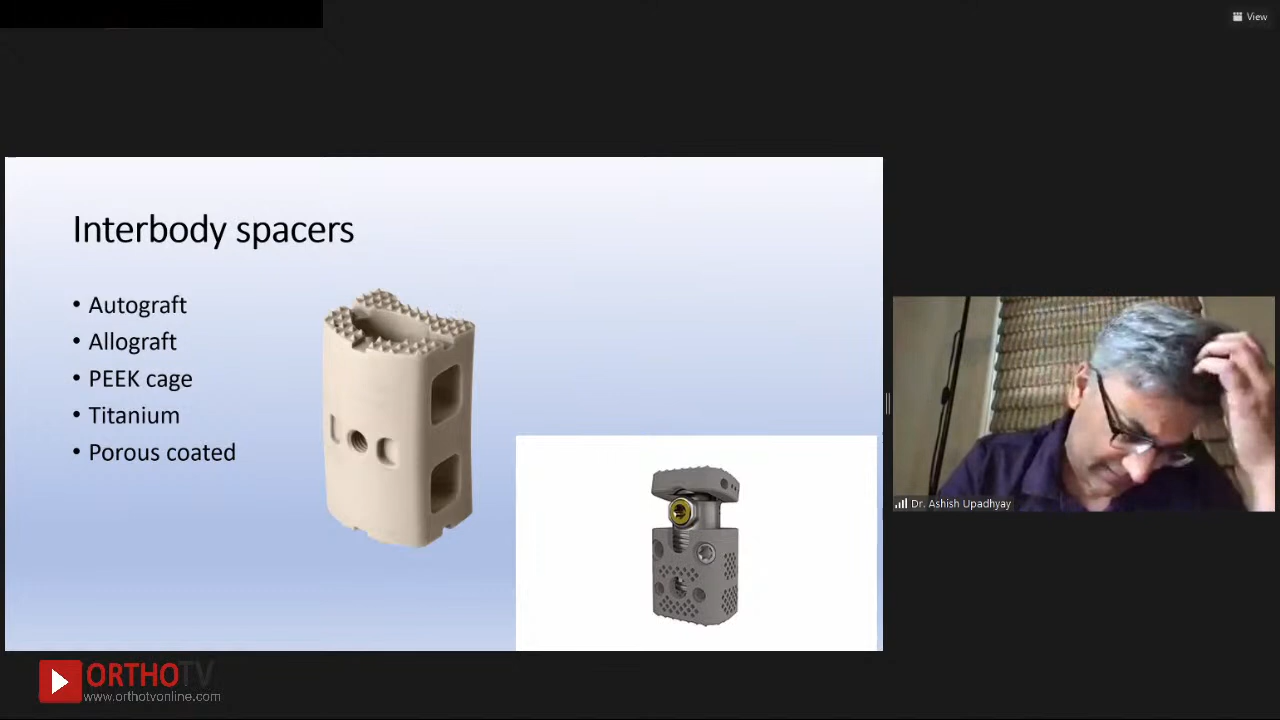 View
Interbody spacers
• Autograft
• Allograft
• PEEK cage
• Titanium
• Porous coated
Dr. Ashish Upadhyay
ORTHOTV
www.orthotvonline.com